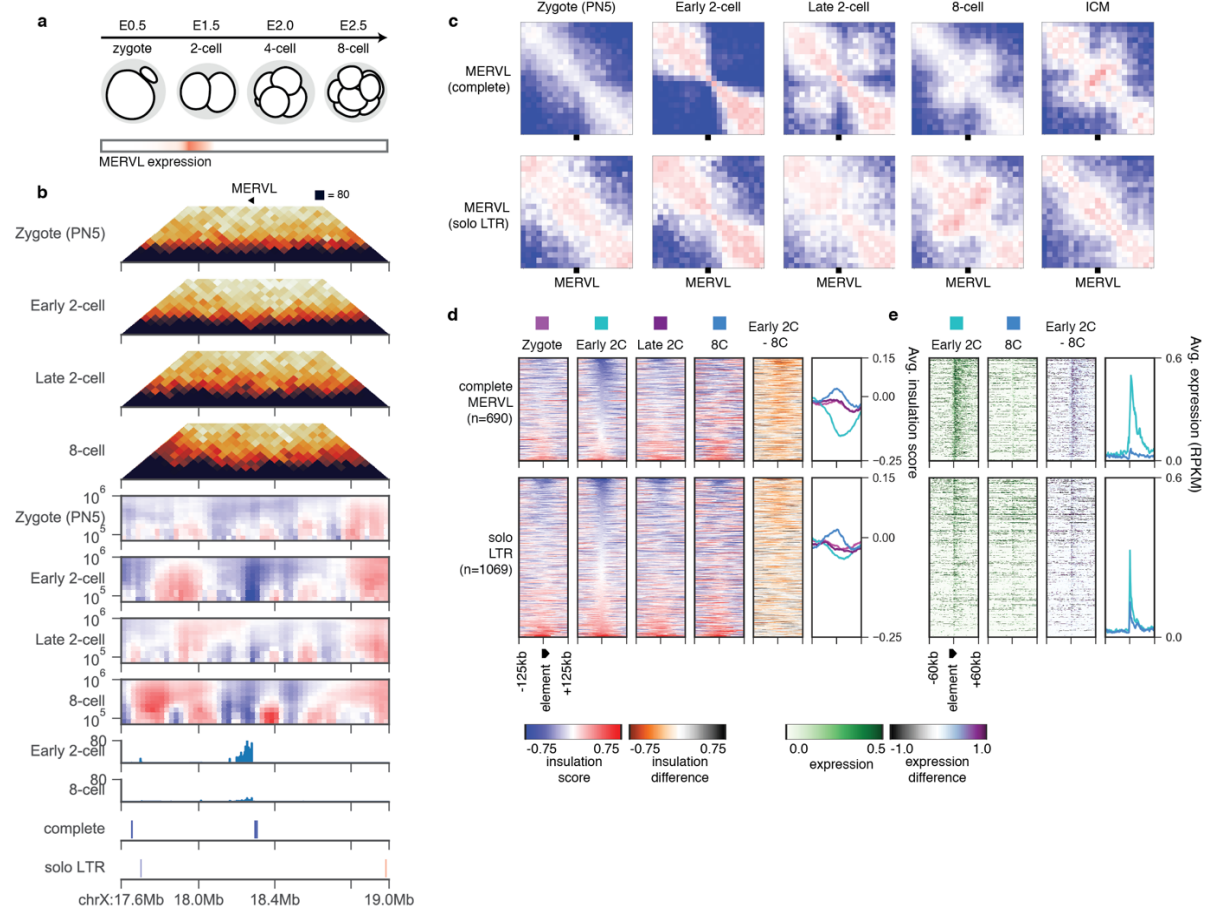 a
E0.5 E1.5 E2.0 E2.5
zygote 2-cell 4-cell 8-cell
MERVL expression
b
MERVL
= 80
Zygote (PN5)
Early 2-cell
Late 2-cell
8-cell
Zygote (PN5)
10^6
10^5
Early 2-cell
10^6
10^5
Late 2-cell
10^6
10^5
8-cell
10^6
10^5
Early 2-cell
80
8-cell
80
complete
solo LTR
chrX:17.6Mb 18.0Mb 18.4Mb 19.0Mb
c
Zygote (PN5) Early 2-cell Late 2-cell 8-cell ICM
MERVL
(complete)
MERVL
(solo LTR)
MERVL MERVL MERVL MERVL MERVL
d
Zygote Early 2C Late 2C 8C Early 2C
- 8C
complete
MERVL
(n=690)
0.15
0.00
-0.25
solo
LTR
(n=1069)
0.15
0.00
-0.25
Avg. insulation score
-125kb element +125kb
-0.75 0.75
insulation
score
-0.75 0.75
insulation
difference
e
Early 2C 8C Early 2C
- 8C
0.6
0.0
0.6
0.0
Avg. expression (RPKM)
-60kb element +60kb
0.0 0.5
expression
-1.0 1.0
expression
difference